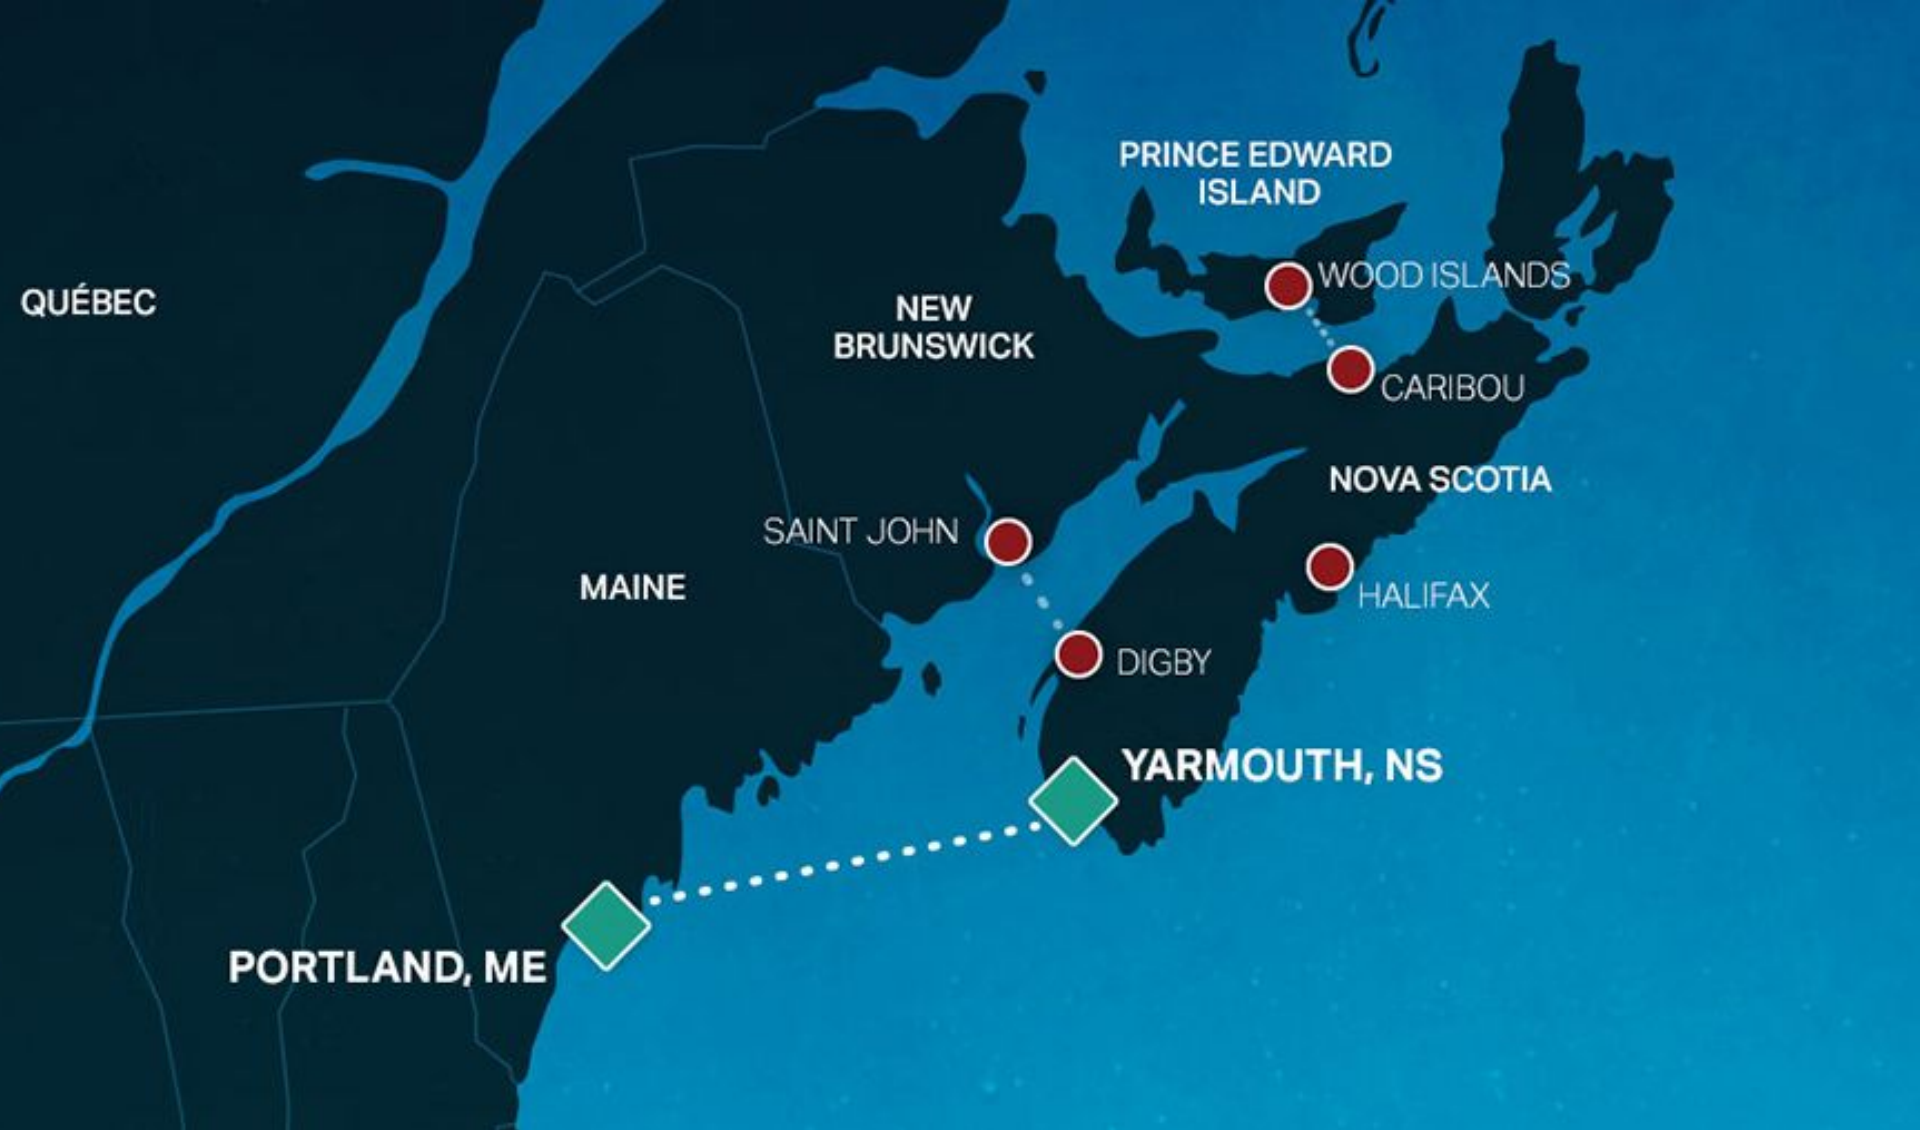 PRINCE EDWARD
ISLAND
WOOD ISLANDS
QUÉBEC
NEW
BRUNSWICK
CARIBOU
NOVA SCOTIA
SAINT JOHN
MAINE
HALIFAX
DIGBY
YARMOUTH, NS
PORTLAND, ME